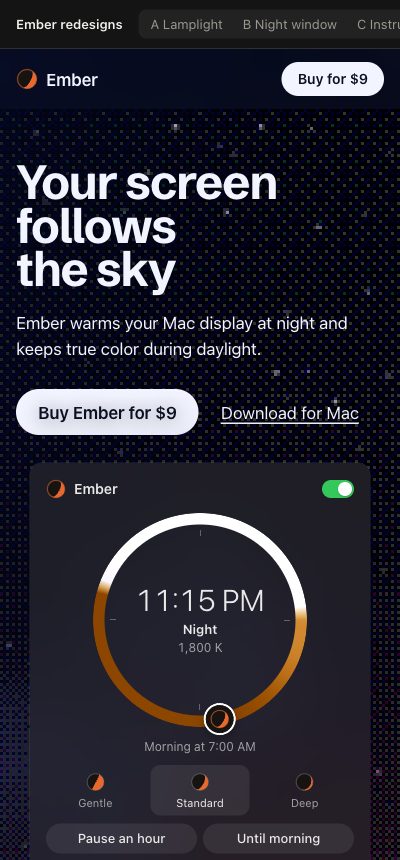 Ember redesigns
A Lamplight
B Night window
C Instru
Ember
Buy for $9
Your screen
follows
the sky
Ember warms your Mac display at night and
keeps true color during daylight.
Buy Ember for $9
Download for Mac
Ember
11:15 PM
Night
1,800 K
Morning at 7:00 AM
Gentle
Standard
Deep
Pause an hour
Until morning